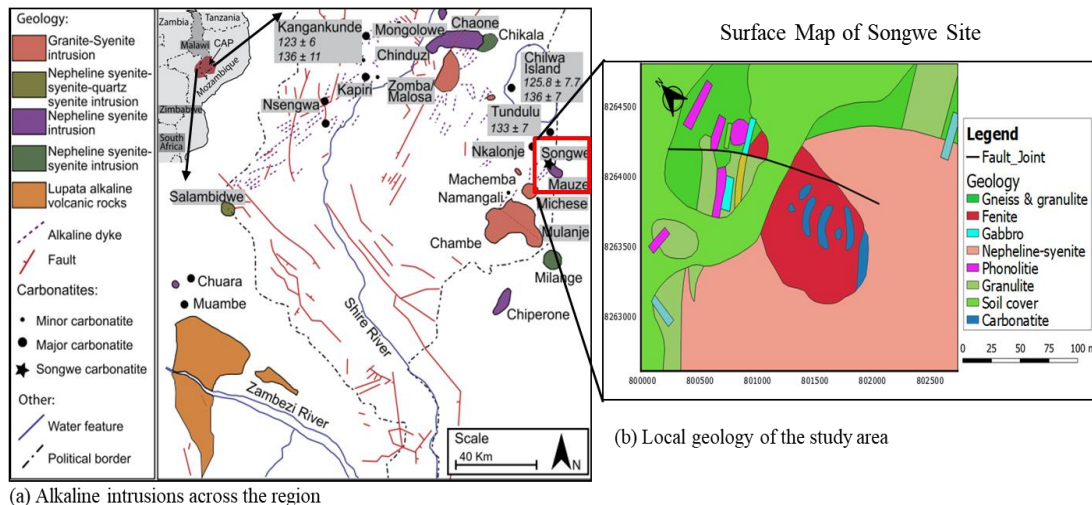 Geology:
Granite-Syenite
intrusion
Nepheline syenite-
syenite-quartz
syenite intrusion
Nepheline syenite
intrusion
Nepheline syenite-
syenite intrusion
Lupata alkaline
volcanic rocks
Alkaline dyke
Fault
Carbonatites:
Minor carbonatite
Major carbonatite
Songwe carbonatite
Other:
Water feature
Political border
Zambia
Tanzania
Malawi
CAP
Mozambique
Zimbabwe
South
Africa
Kangankunde
123 ± 6
136 ± 11
Mongolowe
Chaone
Chinduzi
Chikala
Kapiri
Zomba/
Malosa
Chilwa
Island
125.8 ± 7.7
136 ± 7
Nsengwa
Tundulu
133 ± 7
Nkalonje
Songwe
Mauze
Machemba
Namangali
Michese
Salambidwe
Mulanje
Chambe
Milange
Chuara
Muambe
Chiperone
Shire River
Zambezi River
Scale
40 Km
N
(a) Alkaline intrusions across the region
Surface Map of Songwe Site
N
8264500
8264000
8263500
8263000
800000 800500 801000 801500 802000 802500
Legend
Fault_Joint
Geology
Gneiss & granulite
Fenite
Gabbro
Nepheline-syenite
Phonolitie
Granulite
Soil cover
Carbonatite
0 25 50 75 100 m
(b) Local geology of the study area